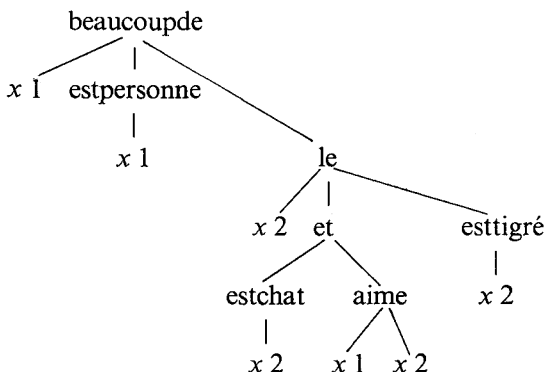 beaucoupde
x 1 estpersonne
x 1 le
x 2 et esttigré
estchat aime x 2
x 2 x 1 x 2